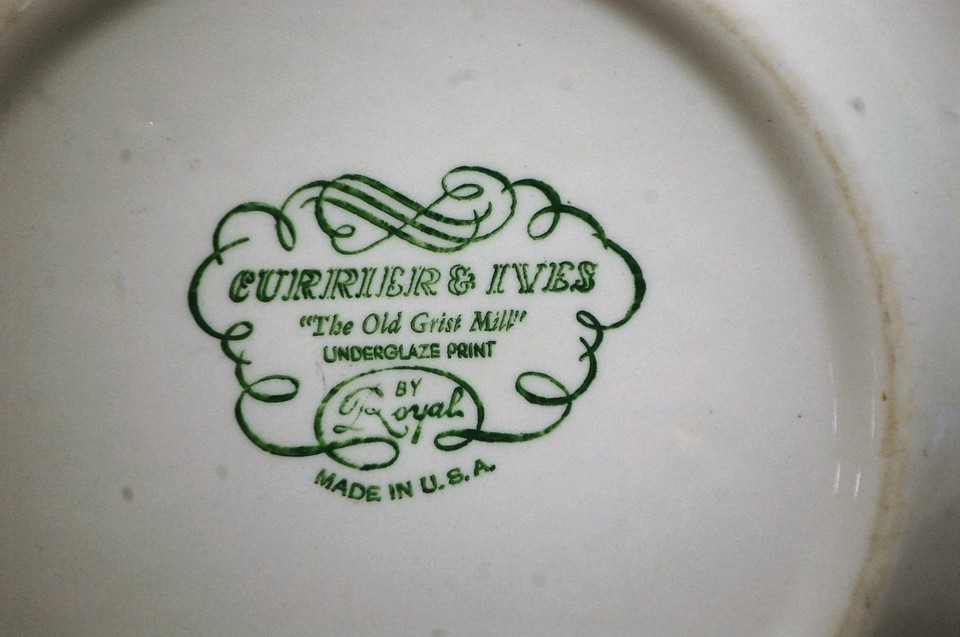 CURRIER & IVES
"The Old Grist Mill"
UNDERGLAZE PRINT
BY
Royal
MADE IN U.S.A.